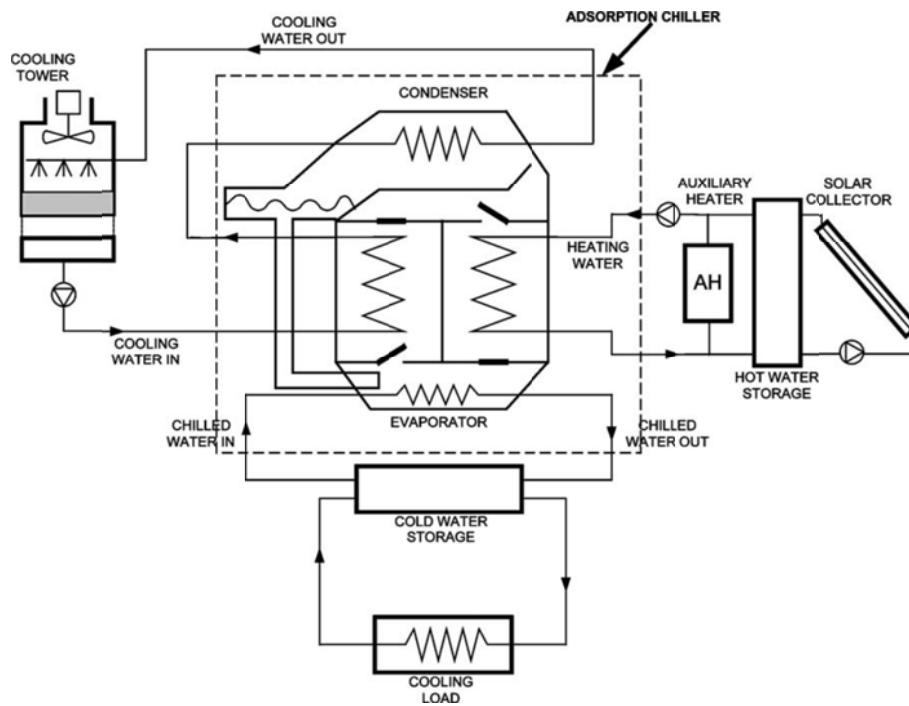 COOLING
WATER OUT
ADSORPTION CHILLER
COOLING
TOWER
CONDENSER
AUXILIARY
HEATER
SOLAR
COLLECTOR
HEATING
WATER
AH
COOLING
WATER IN
HOT WATER
STORAGE
CHILLED
WATER IN
EVAPORATOR
CHILLED
WATER OUT
COLD WATER
STORAGE
COOLING
LOAD